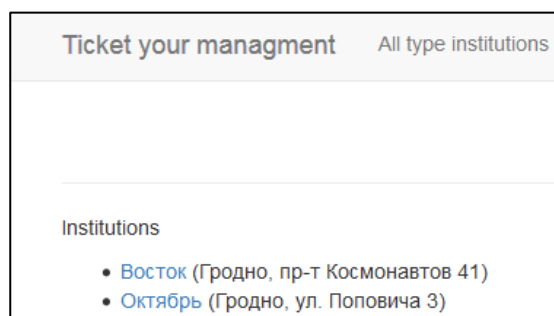 Ticket your managment All type institutions
Institutions
• Восток (Гродно, пр-т Космонавтов 41)
• Октябрь (Гродно, ул. Поповича 3)